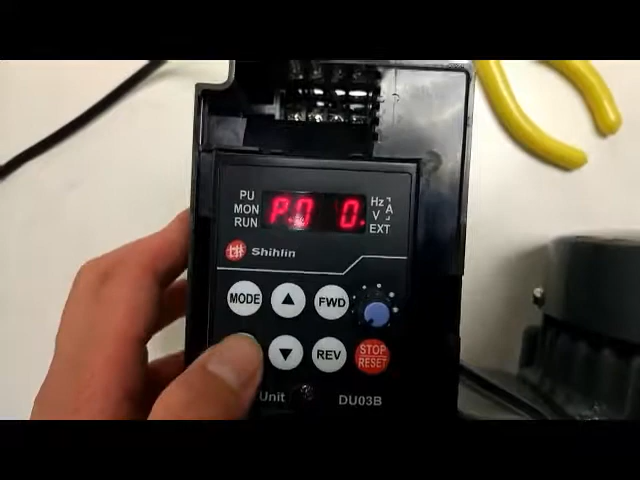 PU
MON
RUN
P.0 0.
Hz
A
V
EXT
Shihlin
MODE
FWD
REV
STOP
RESET
Unit
DU03B